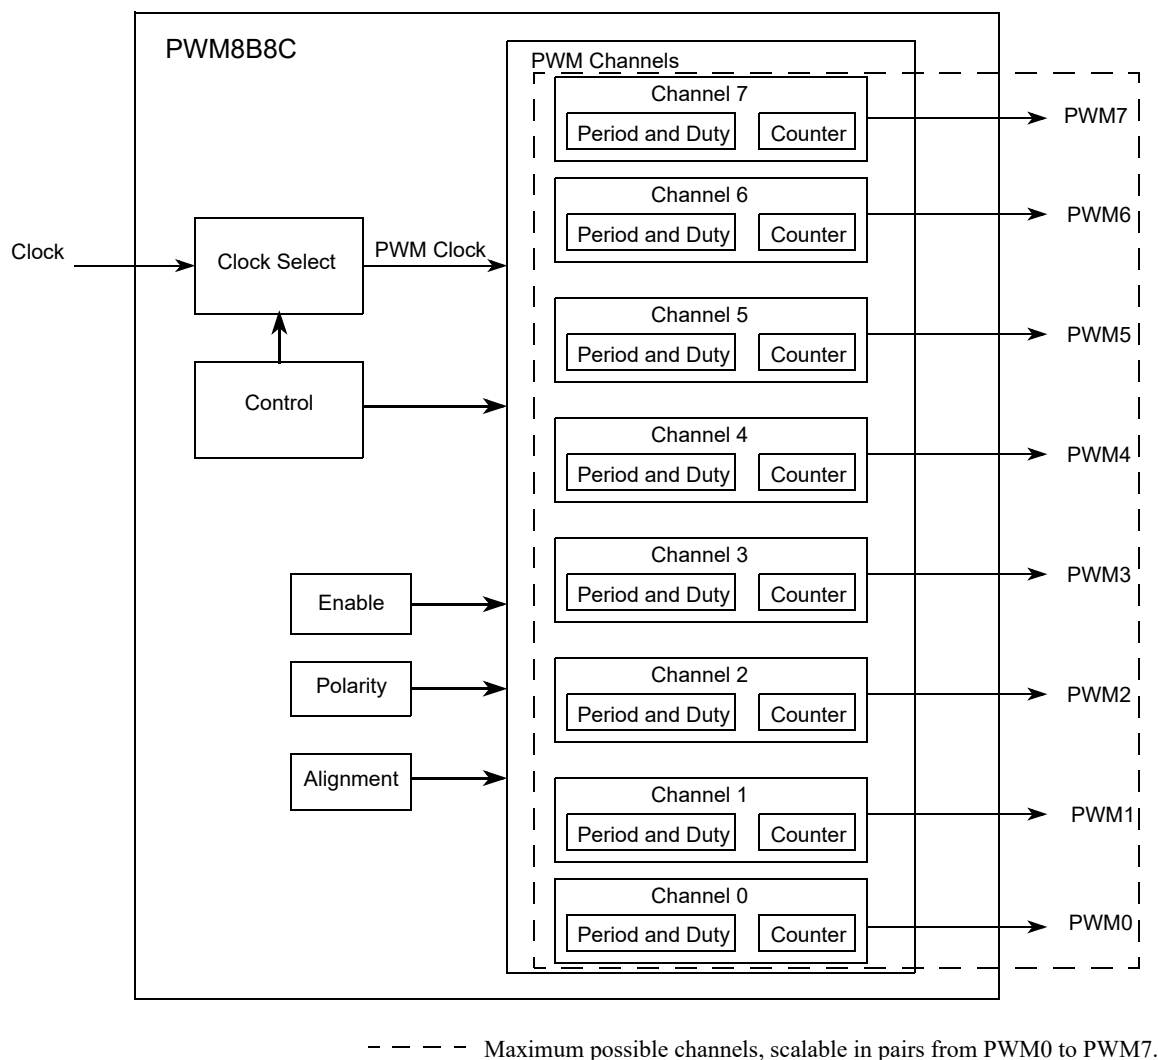 PWM8B8C
PWM Channels
Channel 7
Period and Duty
Counter
PWM7
Channel 6
Period and Duty
Counter
PWM6
Clock
Clock Select
PWM Clock
Channel 5
Period and Duty
Counter
PWM5
Control
Channel 4
Period and Duty
Counter
PWM4
Channel 3
Period and Duty
Counter
PWM3
Enable
Channel 2
Period and Duty
Counter
PWM2
Polarity
Alignment
Channel 1
Period and Duty
Counter
PWM1
Channel 0
Period and Duty
Counter
PWM0
Maximum possible channels, scalable in pairs from PWM0 to PWM7.